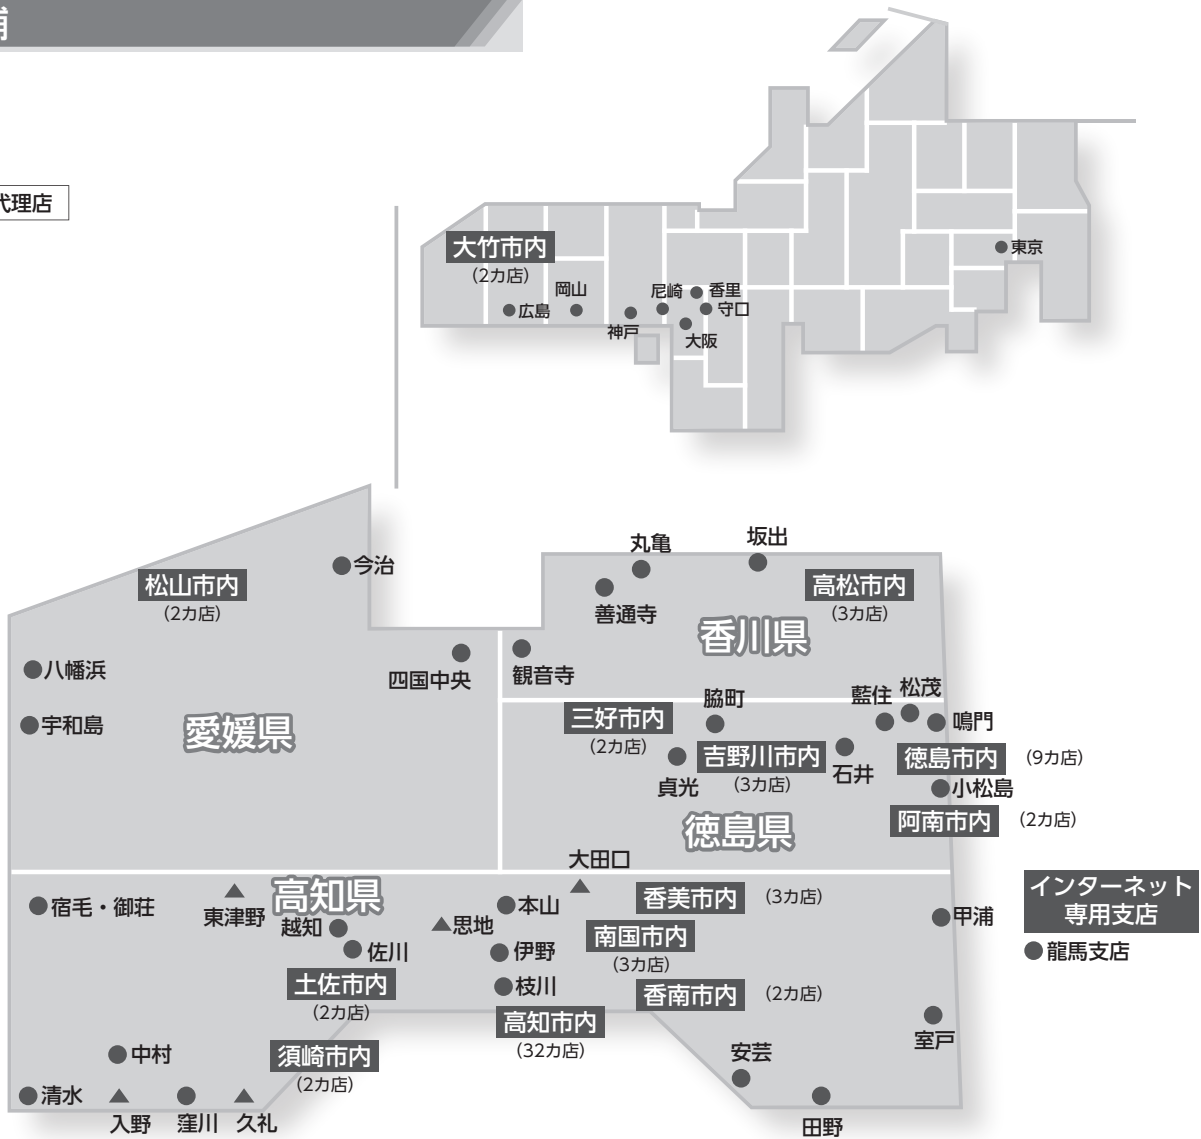 舗
代理店
大竹市内
(2カ店)
広島
岡山
神戸
尼崎
香里
守口
大阪
東京
今治
松山市内
(2カ店)
八幡浜
宇和島
四国中央
愛媛県
丸亀
坂出
善通寺
高松市内
(3カ店)
香川県
観音寺
脇町
藍住
松茂
鳴門
三好市内
(2カ店)
貞光
吉野川市内
(3カ店)
石井
徳島市内
(9カ店)
小松島
阿南市内
(2カ店)
徳島県
大田口
高知県
宿毛・御荘
東津野
越知
佐川
思地
本山
伊野
枝川
香美市内
(3カ店)
南国市内
(3カ店)
香南市内
(2カ店)
甲浦
土佐市内
(2カ店)
高知市内
(32カ店)
須崎市内
(2カ店)
中村
清水
入野
窪川
久礼
安芸
田野
室戸
インターネット
専用支店
龍馬支店